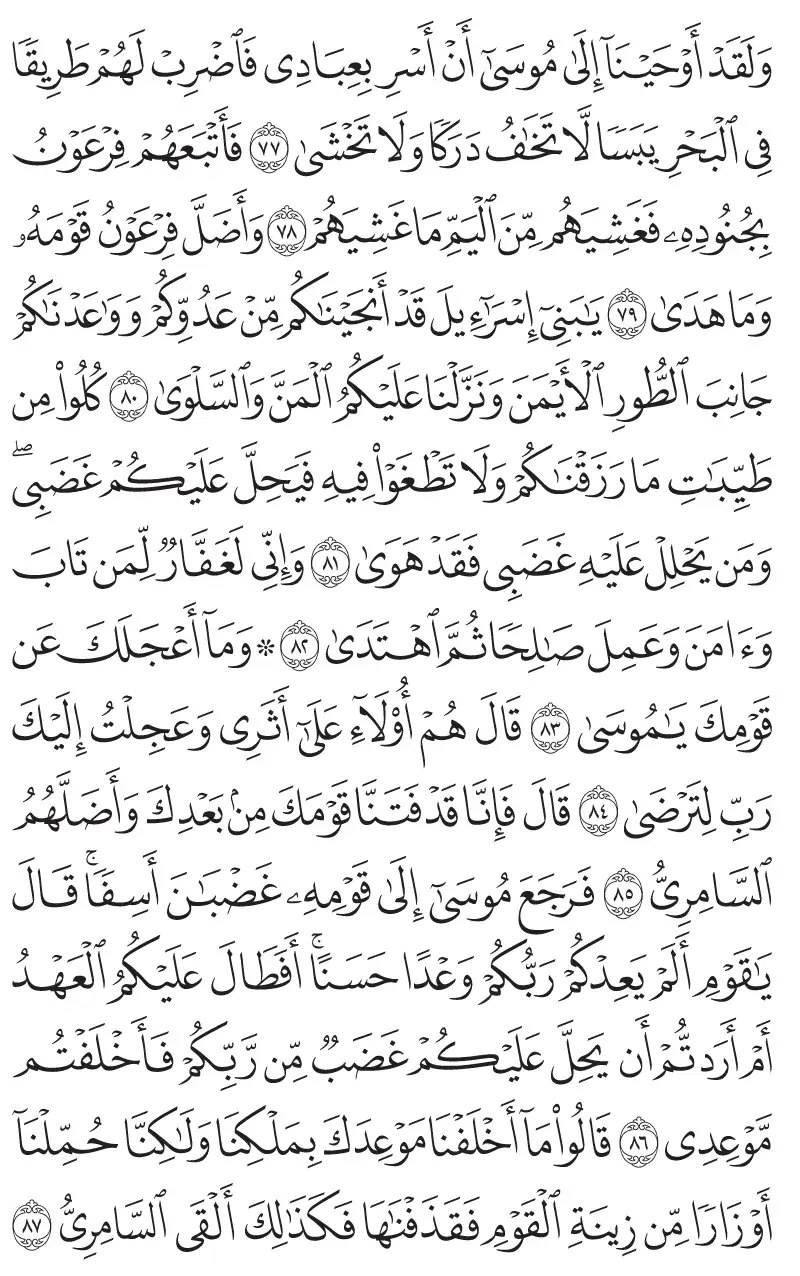 وَلَقَدۡ أَوۡحَيۡنَآ إِلَىٰ مُوسَىٰٓ أَنۡ أَسۡرِ بِعِبَادِي فَٱضۡرِبۡ لَهُمۡ طَرِيقٗا
فِي ٱلۡبَحۡرِ يَبَسٗا لَّا تَخَٰفُ دَرَكٗا وَلَا تَخۡشَىٰ ٧٧ فَأَتۡبَعَهُمۡ فِرۡعَوۡنُ
بِجُنُودِهِۦ فَغَشِيَهُم مِّنَ ٱلۡيَمِّ مَا غَشِيَهُمۡ ٧٨ وَأَضَلَّ فِرۡعَوۡنُ قَوۡمَهُۥ
وَمَا هَدَىٰ ٧٩ يَٰبَنِيٓ إِسۡرَٰٓءِيلَ قَدۡ أَنجَيۡنَٰكُم مِّنۡ عَدُوِّكُمۡ وَوَٰعَدۡنَٰكُمۡ
جَانِبَ ٱلطُّورِ ٱلۡأَيۡمَنَ وَنَزَّلۡنَا عَلَيۡكُمُ ٱلۡمَنَّ وَٱلسَّلۡوَىٰ ٨٠ كُلُواْ مِن
طَيِّبَٰتِ مَا رَزَقۡنَٰكُمۡ وَلَا تَطۡغَوۡاْ فِيهِ فَيَحِلَّ عَلَيۡكُمۡ غَضَبِيۖ
وَمَن يَحۡلِلۡ عَلَيۡهِ غَضَبِي فَقَدۡ هَوَىٰ ٨١ وَإِنِّي لَغَفَّارٞ لِّمَن تَابَ
وَءَامَنَ وَعَمِلَ صَٰلِحٗا ثُمَّ ٱهۡتَدَىٰ ٨٢ ۞ وَمَآ أَعۡجَلَكَ عَن
قَوۡمِكَ يَٰمُوسَىٰ ٨٣ قَالَ هُمۡ أُوْلَآءِ عَلَىٰٓ أَثَرِي وَعَجِلۡتُ إِلَيۡكَ
رَبِّ لِتَرۡضَىٰ ٨٤ قَالَ فَإِنَّا قَدۡ فَتَنَّا قَوۡمَكَ مِنۢ بَعۡدِكَ وَأَضَلَّهُمُ
ٱلسَّامِرِيُّ ٨٥ فَرَجَعَ مُوسَىٰٓ إِلَىٰ قَوۡمِهِۦ غَضۡبَٰنَ أَسِفٗاۚ قَالَ
يَٰقَوۡمِ أَلَمۡ يَعِدۡكُمۡ رَبُّكُمۡ وَعۡدًا حَسَنًاۚ أَفَطَالَ عَلَيۡكُمُ ٱلۡعَهۡدُ
أَمۡ أَرَدتُّمۡ أَن يَحِلَّ عَلَيۡكُمۡ غَضَبٞ مِّن رَّبِّكُمۡ فَأَخۡلَفۡتُم
مَّوۡعِدِي ٨٦ قَالُواْ مَآ أَخۡلَفۡنَا مَوۡعِدَكَ بِمَلۡكِنَا وَلَٰكِنَّا حُمِّلۡنَآ
أَوۡزَارٗا مِّن زِينَةِ ٱلۡقَوۡمِ فَقَذَفۡنَٰهَا فَكَذَٰلِكَ أَلۡقَى ٱلسَّامِرِيُّ ٨٧